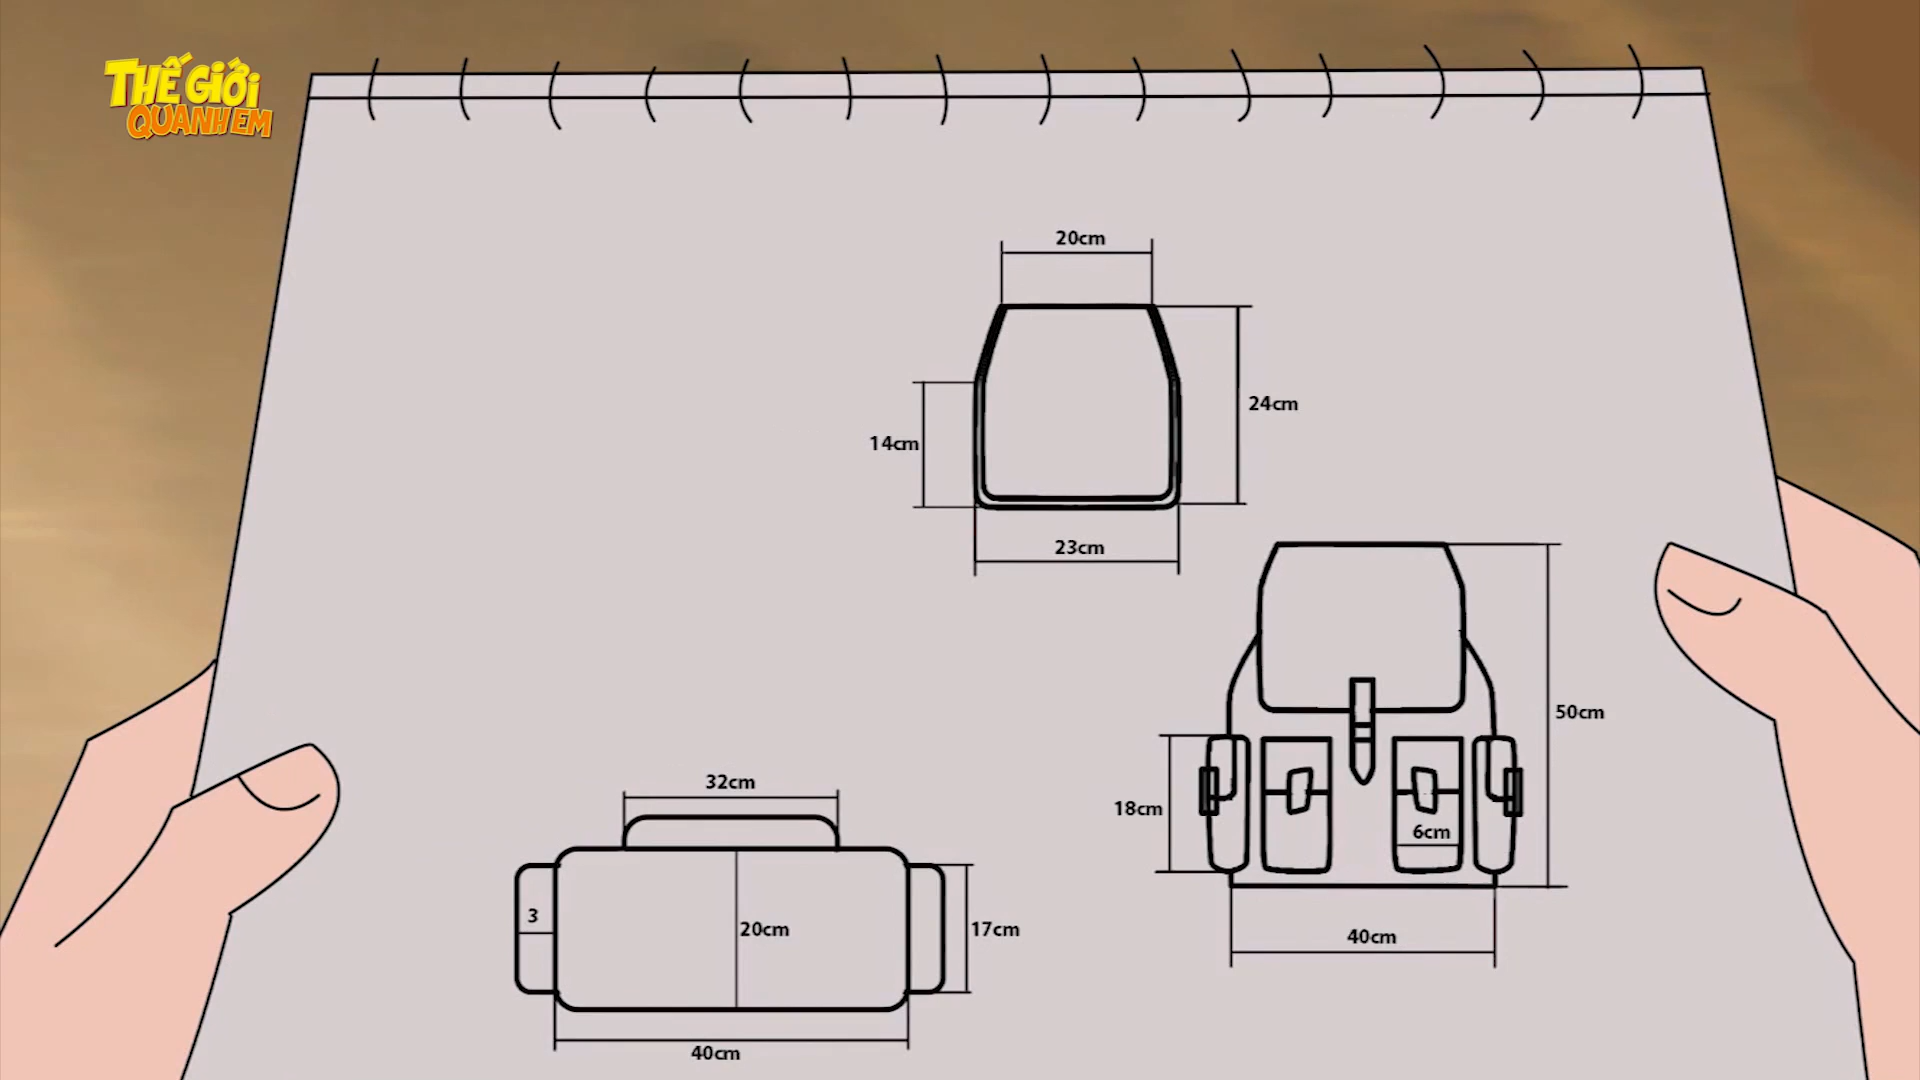 THẾ GIỚI
QUANH EM
20cm
24cm
14cm
23cm
50cm
18cm
6cm
40cm
32cm
3
20cm
17cm
40cm